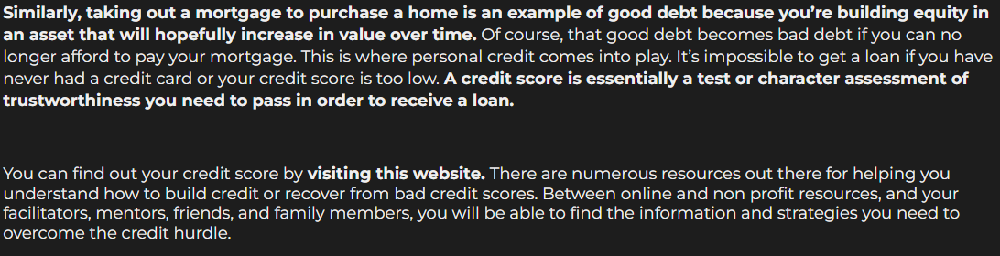 Similarly, taking out a mortgage to purchase a home is an example of good debt because you’re building equity in
an asset that will hopefully increase in value over time. Of course, that good debt becomes bad debt if you can no
longer afford to pay your mortgage. This is where personal credit comes into play. It’s impossible to get a loan if you have
never had a credit card or your credit score is too low. A credit score is essentially a test or character assessment of
trustworthiness you need to pass in order to receive a loan.
You can find out your credit score by visiting this website. There are numerous resources out there for helping you
understand how to build credit or recover from bad credit scores. Between online and non profit resources, and your
facilitators, mentors, friends, and family members, you will be able to find the information and strategies you need to
overcome the credit hurdle.